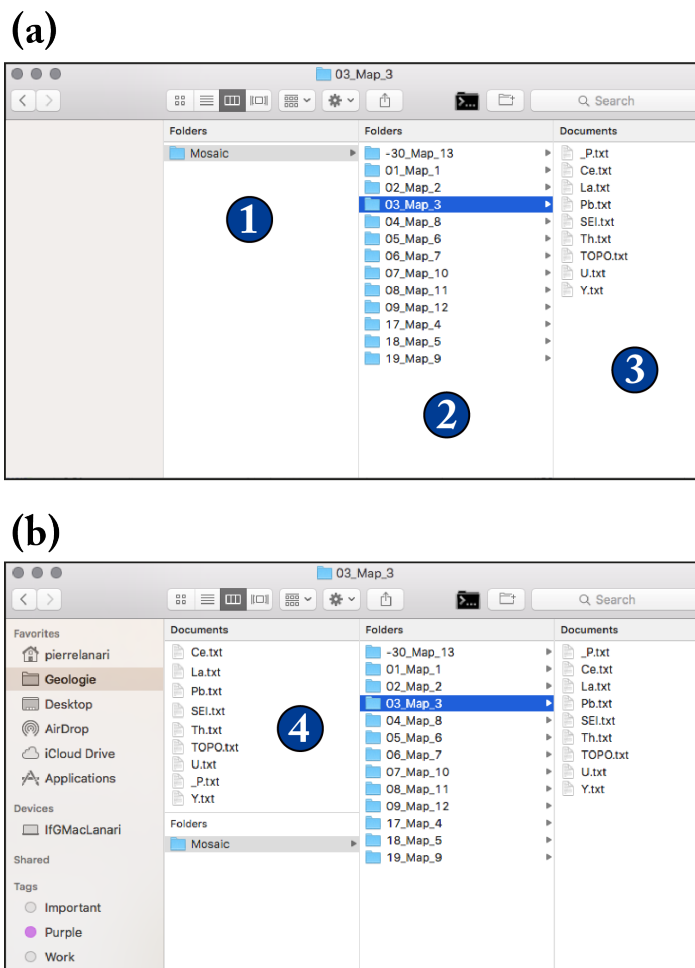 (a)
03_Map_3
Search
Folders
Mosaic
1
Folders
-30_Map_13
01_Map_1
02_Map_2
03_Map_3
04_Map_8
05_Map_6
06_Map_7
07_Map_10
08_Map_11
09_Map_12
17_Map_4
18_Map_5
19_Map_9
2
Documents
_P.txt
Ce.txt
La.txt
Pb.txt
SEI.txt
Th.txt
TOPO.txt
U.txt
Y.txt
3
(b)
03_Map_3
Search
Favorites
pierrelanari
Geologie
Desktop
AirDrop
iCloud Drive
Applications
Devices
IfGMacLanari
Shared
Tags
Important
Purple
Work
Documents
Ce.txt
La.txt
Pb.txt
SEI.txt
Th.txt
TOPO.txt
U.txt
_P.txt
Y.txt
4
Folders
Mosaic
Folders
-30_Map_13
01_Map_1
02_Map_2
03_Map_3
04_Map_8
05_Map_6
06_Map_7
07_Map_10
08_Map_11
09_Map_12
17_Map_4
18_Map_5
19_Map_9
Documents
_P.txt
Ce.txt
La.txt
Pb.txt
SEI.txt
Th.txt
TOPO.txt
U.txt
Y.txt